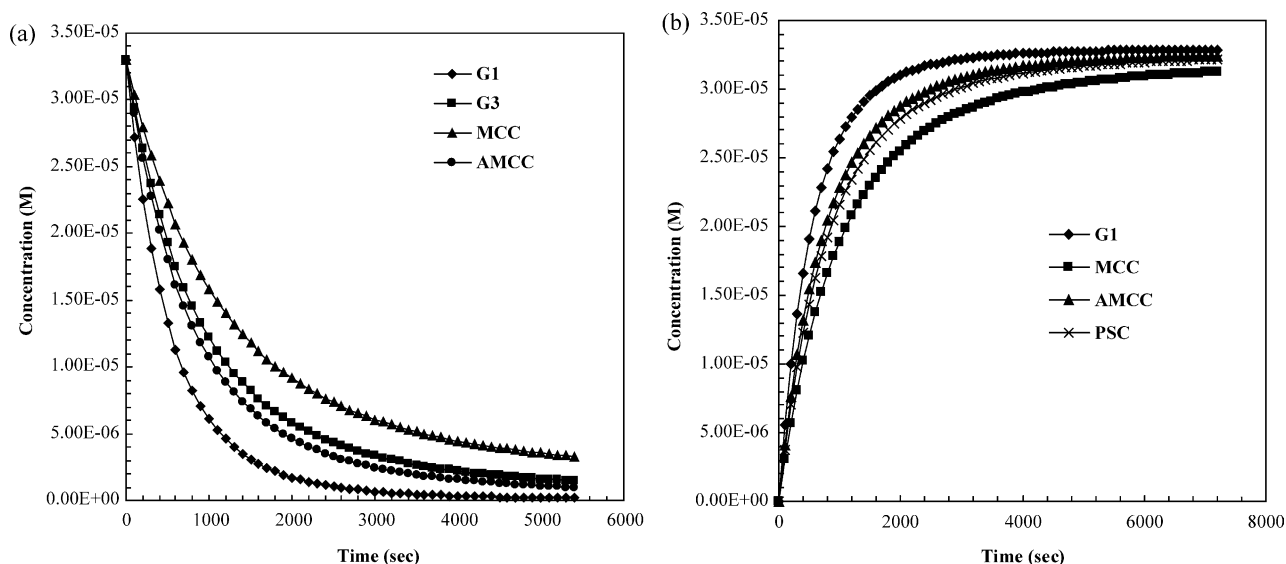 (a)
3.50E-05
3.00E-05
2.50E-05
2.00E-05
1.50E-05
1.00E-05
5.00E-06
0.00E+00
Concentration (M)
0 1000 2000 3000 4000 5000 6000
Time (sec)
G1
G3
MCC
AMCC
(b)
3.50E-05
3.00E-05
2.50E-05
2.00E-05
1.50E-05
1.00E-05
5.00E-06
0.00E+00
Concentration (M)
0 2000 4000 6000 8000
Time (sec)
G1
MCC
AMCC
PSC